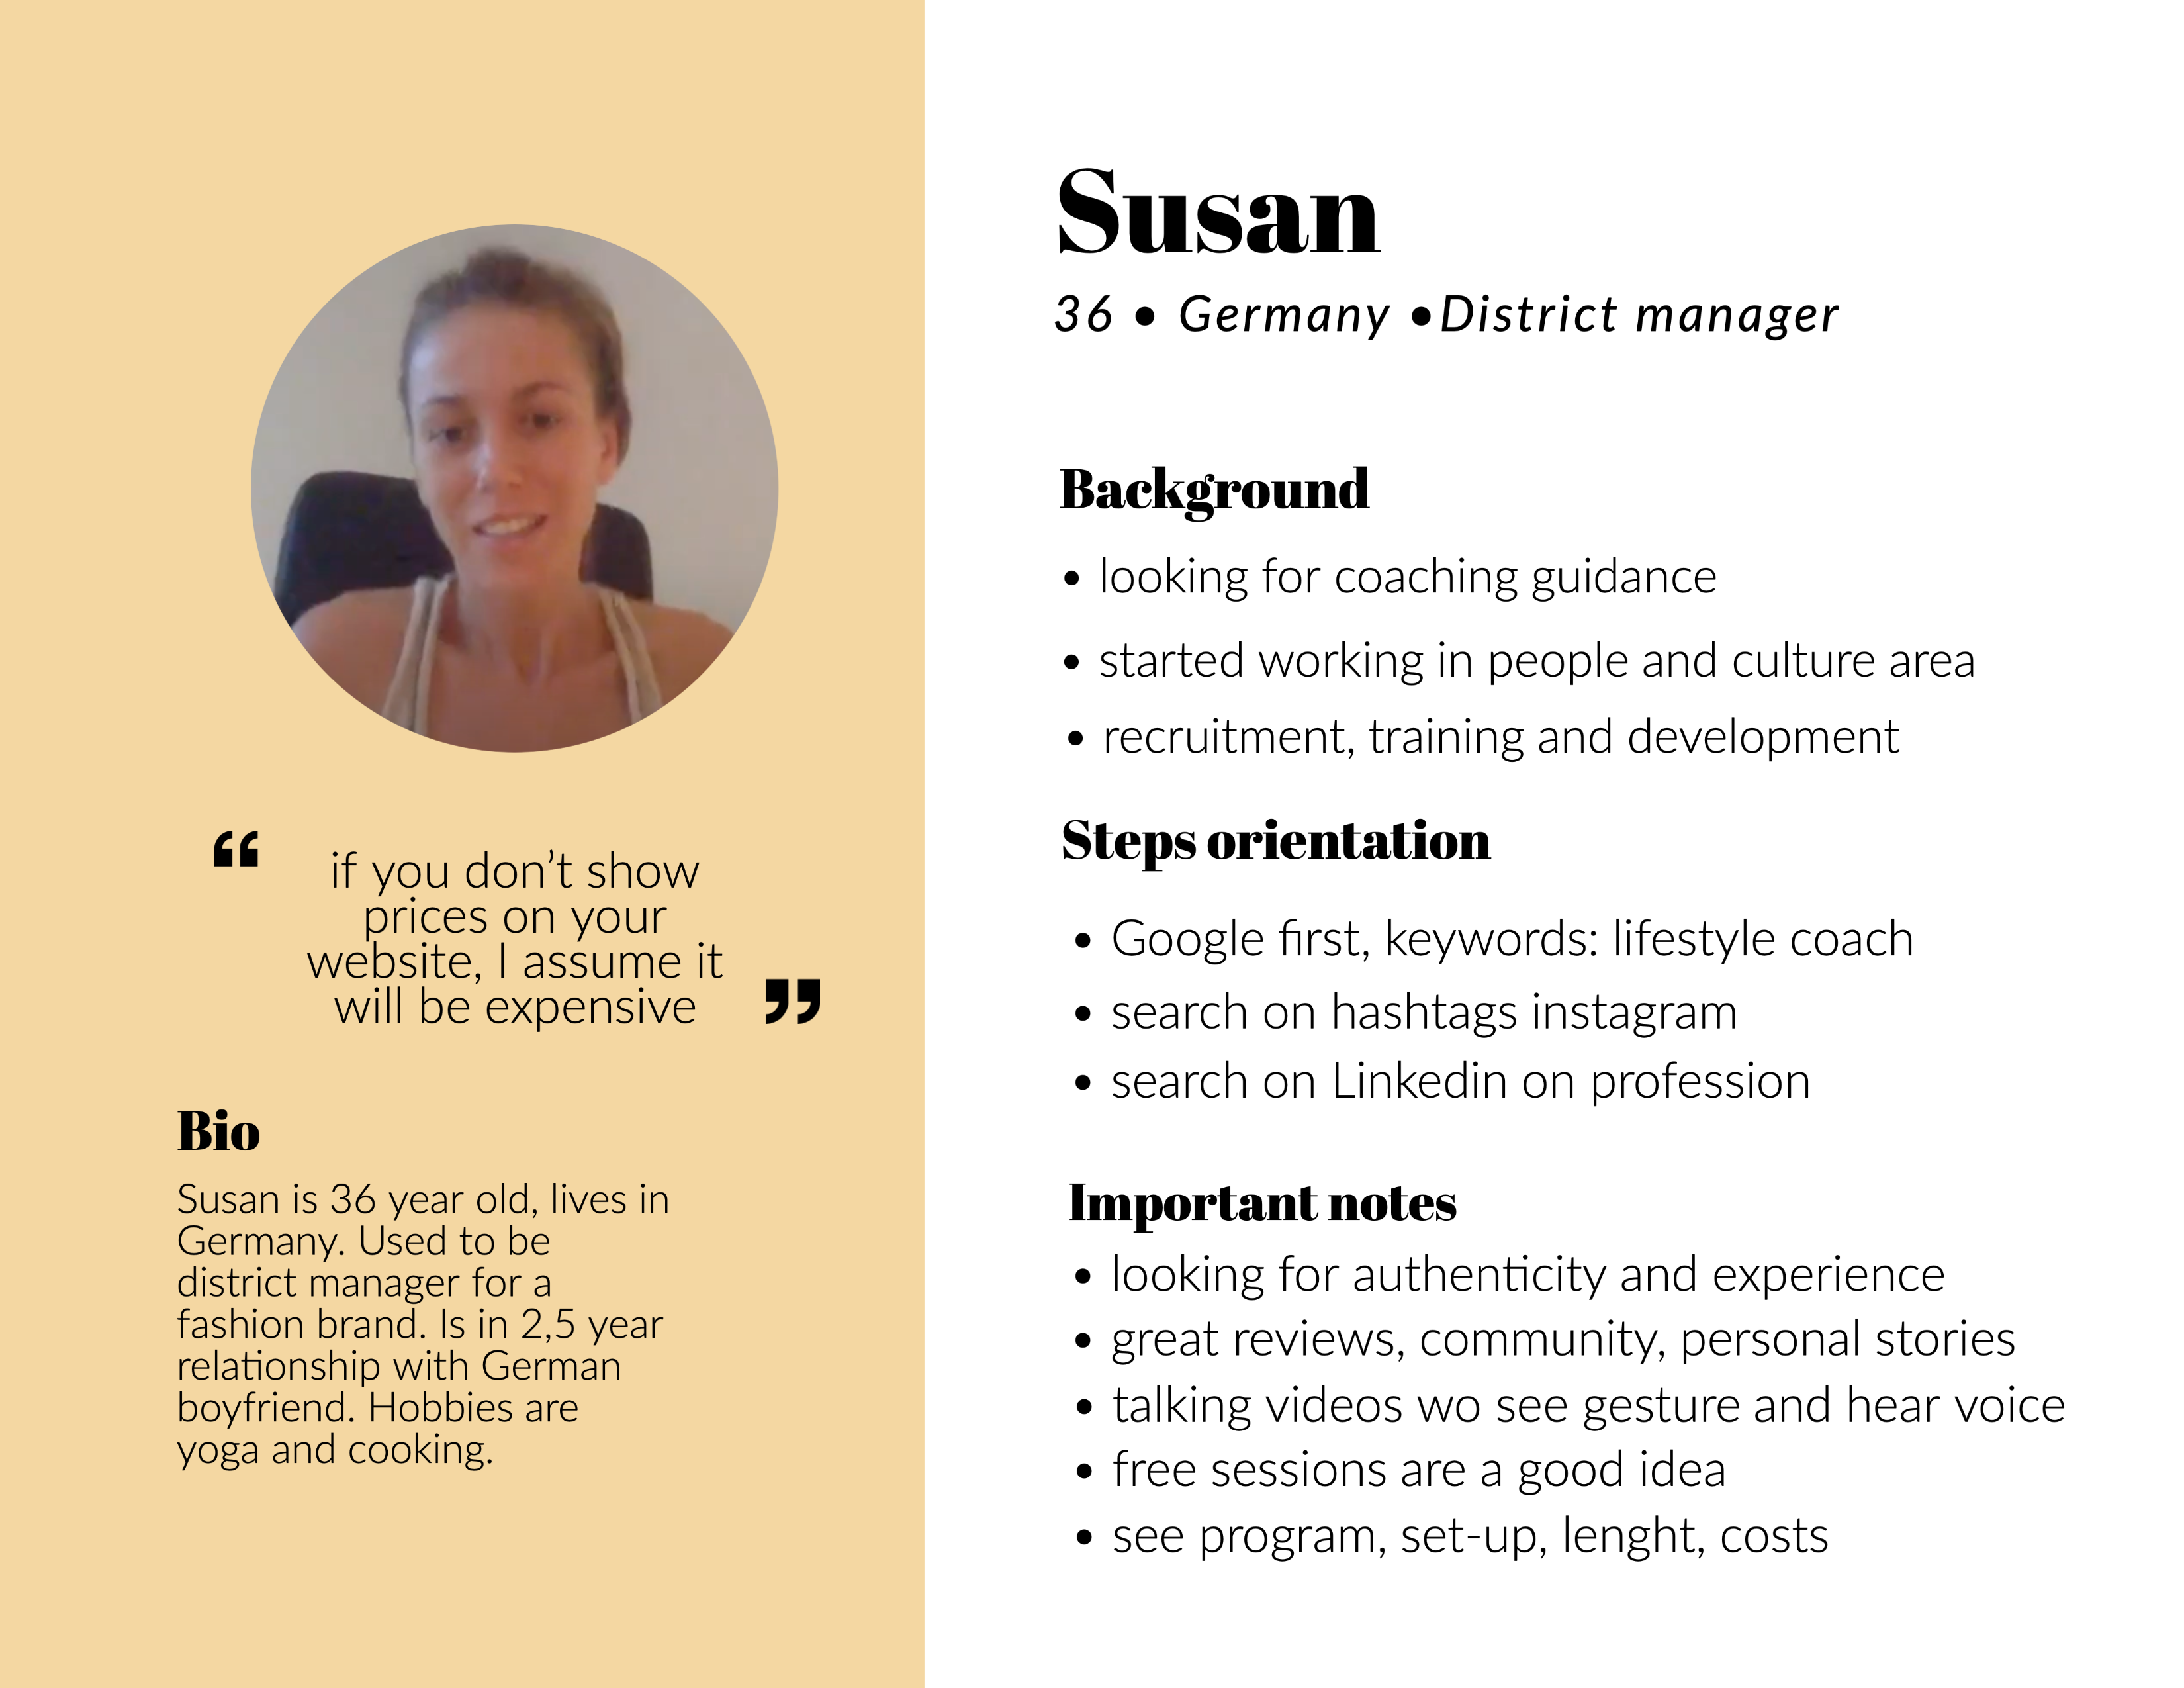 “
if you don’t show
prices on your
website, I assume it
will be expensive
”
Bio
Susan is 36 year old, lives in
Germany. Used to be
district manager for a
fashion brand. Is in 2,5 year
relationship with German
boyfriend. Hobbies are
yoga and cooking.
Susan
36 • Germany •District manager
Background
• looking for coaching guidance
• started working in people and culture area
• recruitment, training and development
Steps orientation
• Google first, keywords: lifestyle coach
• search on hashtags instagram
• search on Linkedin on profession
Important notes
• looking for authenticity and experience
• great reviews, community, personal stories
• talking videos wo see gesture and hear voice
• free sessions are a good idea
• see program, set-up, lenght, costs